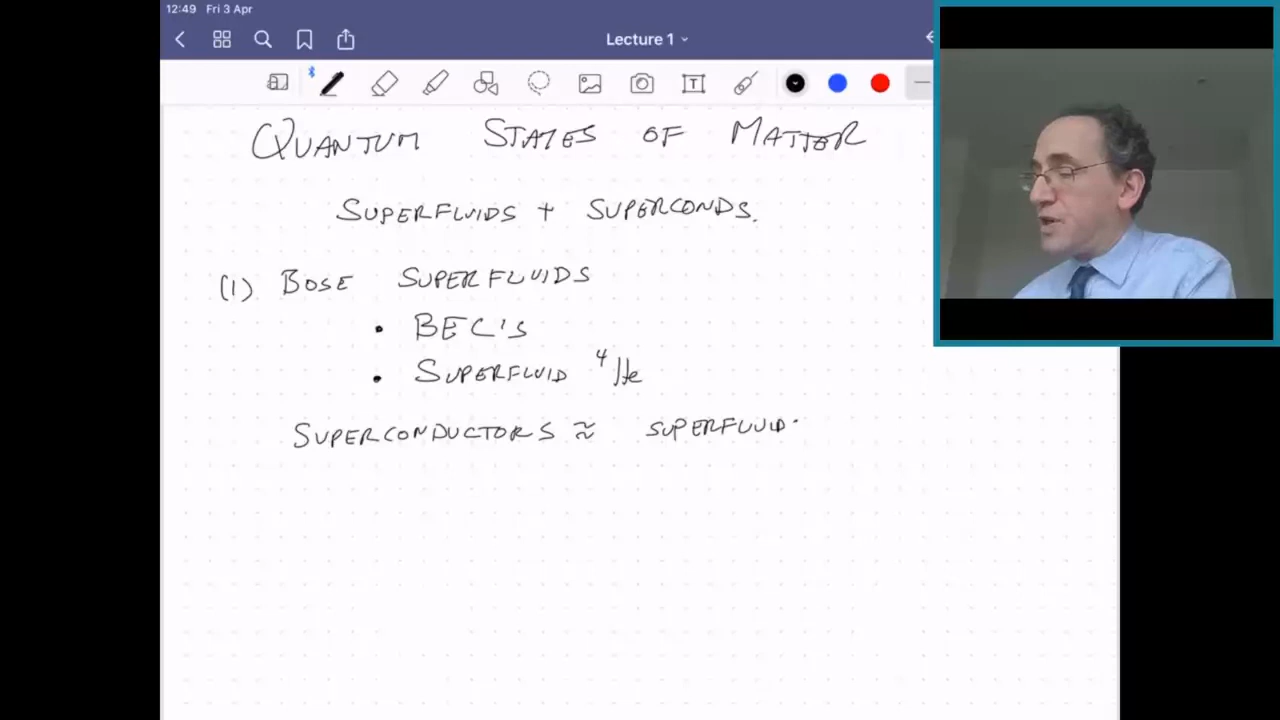 12:49 Fri 3 Apr
Lecture 1
T
QUANTUM STATES OF MATTER
SUPERFLUIDS + SUPERCONDS.
(1) BOSE SUPERFLUIDS
• BEC'S
• SUPERFLUID ⁴He
SUPERCONDUCTORS ≈ SUPERFLUID